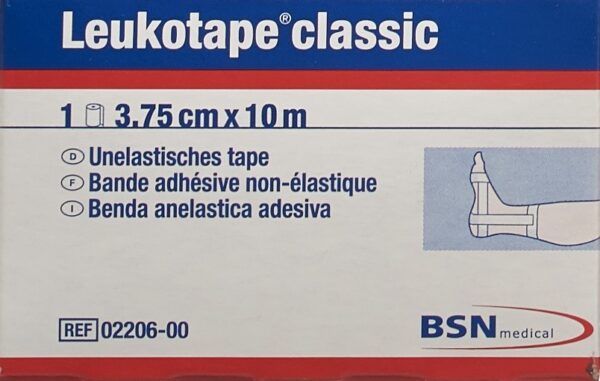 Leukotape® classic
1 3.75 cm x 10 m
D Unelastisches tape
F Bande adhésive non-élastique
I Benda anelastica adesiva
REF 02206-00
BSN medical